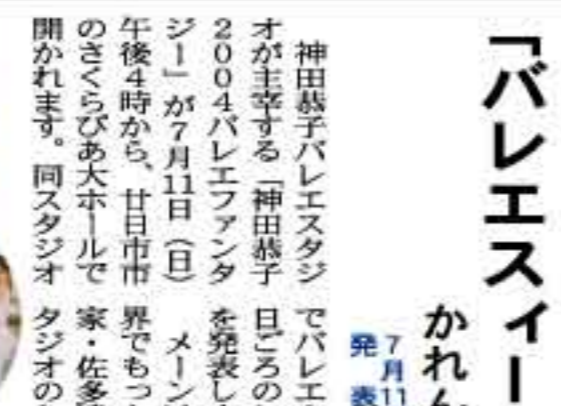 「バレエスィー
かれん
7月11
発表
神田恭子バレエスタジ
オが主宰する「神田恭子
2004バレエファンタ
ジー」が7月11日（日）
午後4時から、廿日市市
のさくらぴあ大ホールで
開かれます。同スタジオ
でバレエ
日ごろの
を発表し
メーン
界でもっ
家・佐多
タジオの